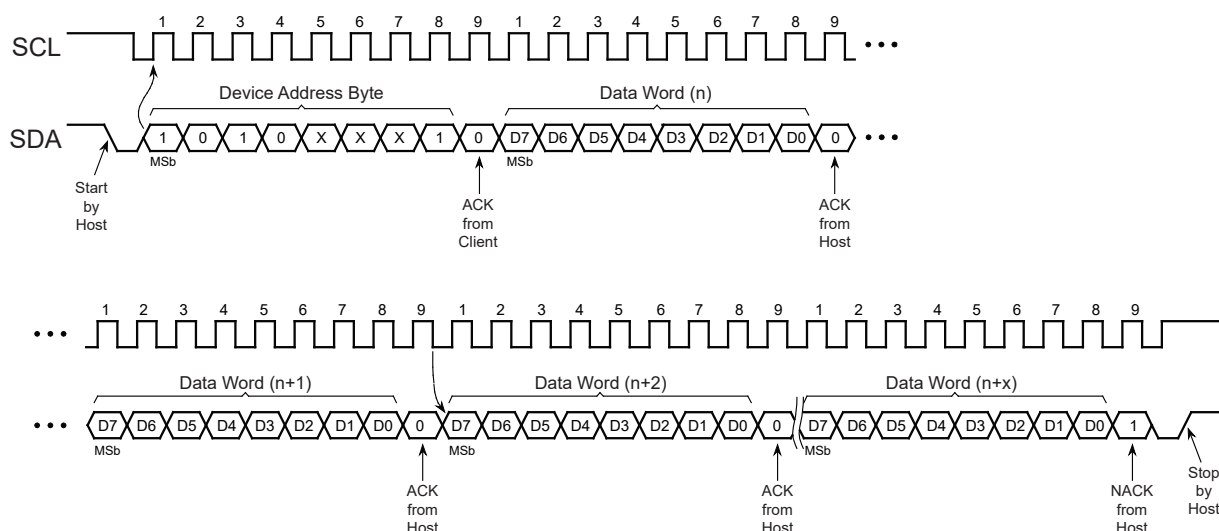 1 2 3 4 5 6 7 8 9 1 2 3 4 5 6 7 8 9
SCL
Device Address Byte Data Word (n)
SDA 1 0 1 0 X X X 1 0 D7 D6 D5 D4 D3 D2 D1 D0 0
MSb MSb
Start
by
Host
ACK
from
Client
ACK
from
Host
1 2 3 4 5 6 7 8 9 1 2 3 4 5 6 7 8 9 1 2 3 4 5 6 7 8 9
Data Word (n+1) Data Word (n+2) Data Word (n+x)
D7 D6 D5 D4 D3 D2 D1 D0 0 D7 D6 D5 D4 D3 D2 D1 D0 0 D7 D6 D5 D4 D3 D2 D1 D0 1
MSb MSb MSb
ACK
from
Host
ACK
from
Host
NACK
from
Host
Stop
by
Host